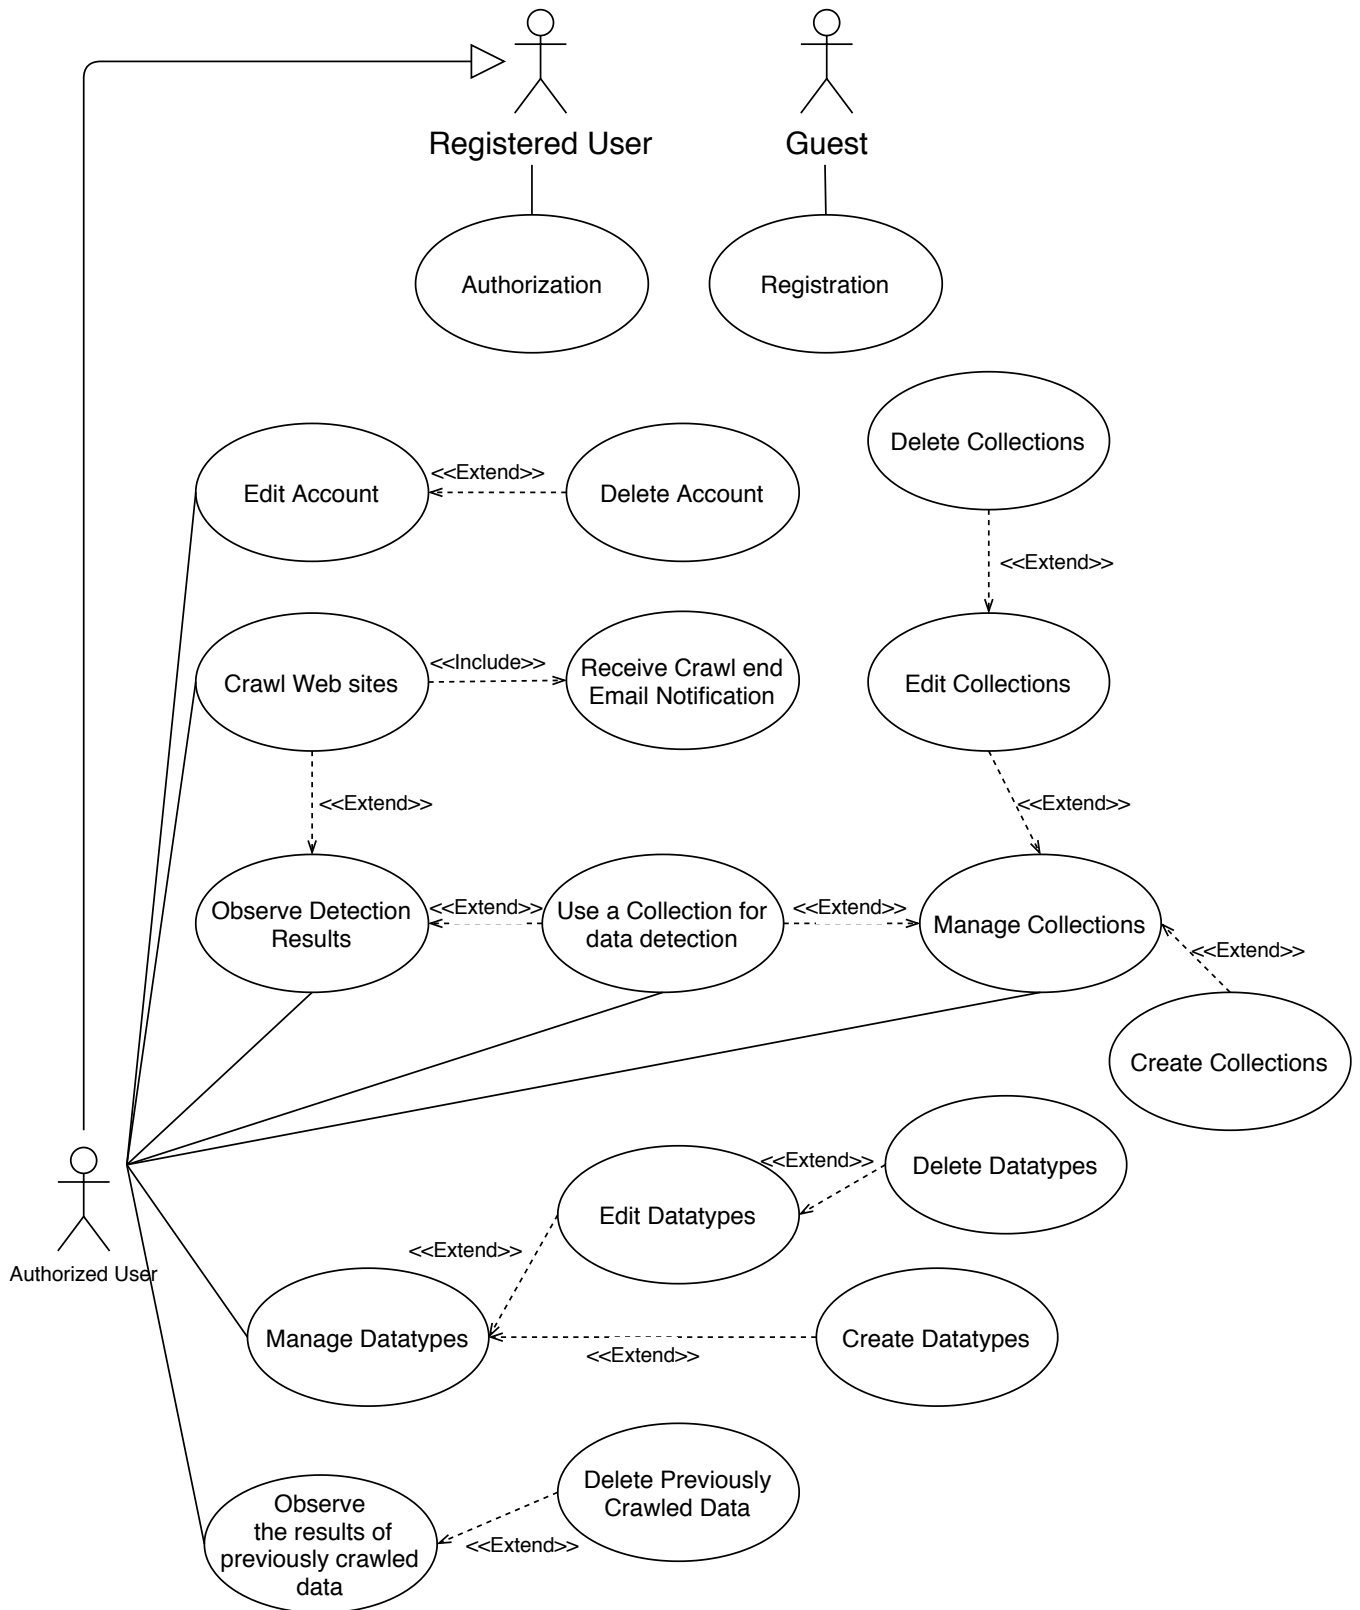 Registered User
Guest
Authorization
Registration
Delete Collections
<<Extend>>
Edit Account
Delete Account
<<Extend>>
<<Include>>
Crawl Web sites
Receive Crawl end
Email Notification
Edit Collections
<<Extend>>
<<Extend>>
Observe Detection
Results
<<Extend>>
Use a Collection for
data detection
<<Extend>>
Manage Collections
<<Extend>>
Create Collections
<<Extend>>
Delete Datatypes
Edit Datatypes
<<Extend>>
Authorized User
Manage Datatypes
<<Extend>>
Create Datatypes
Delete Previously
Crawled Data
Observe
the results of
previously crawled
data
<<Extend>>